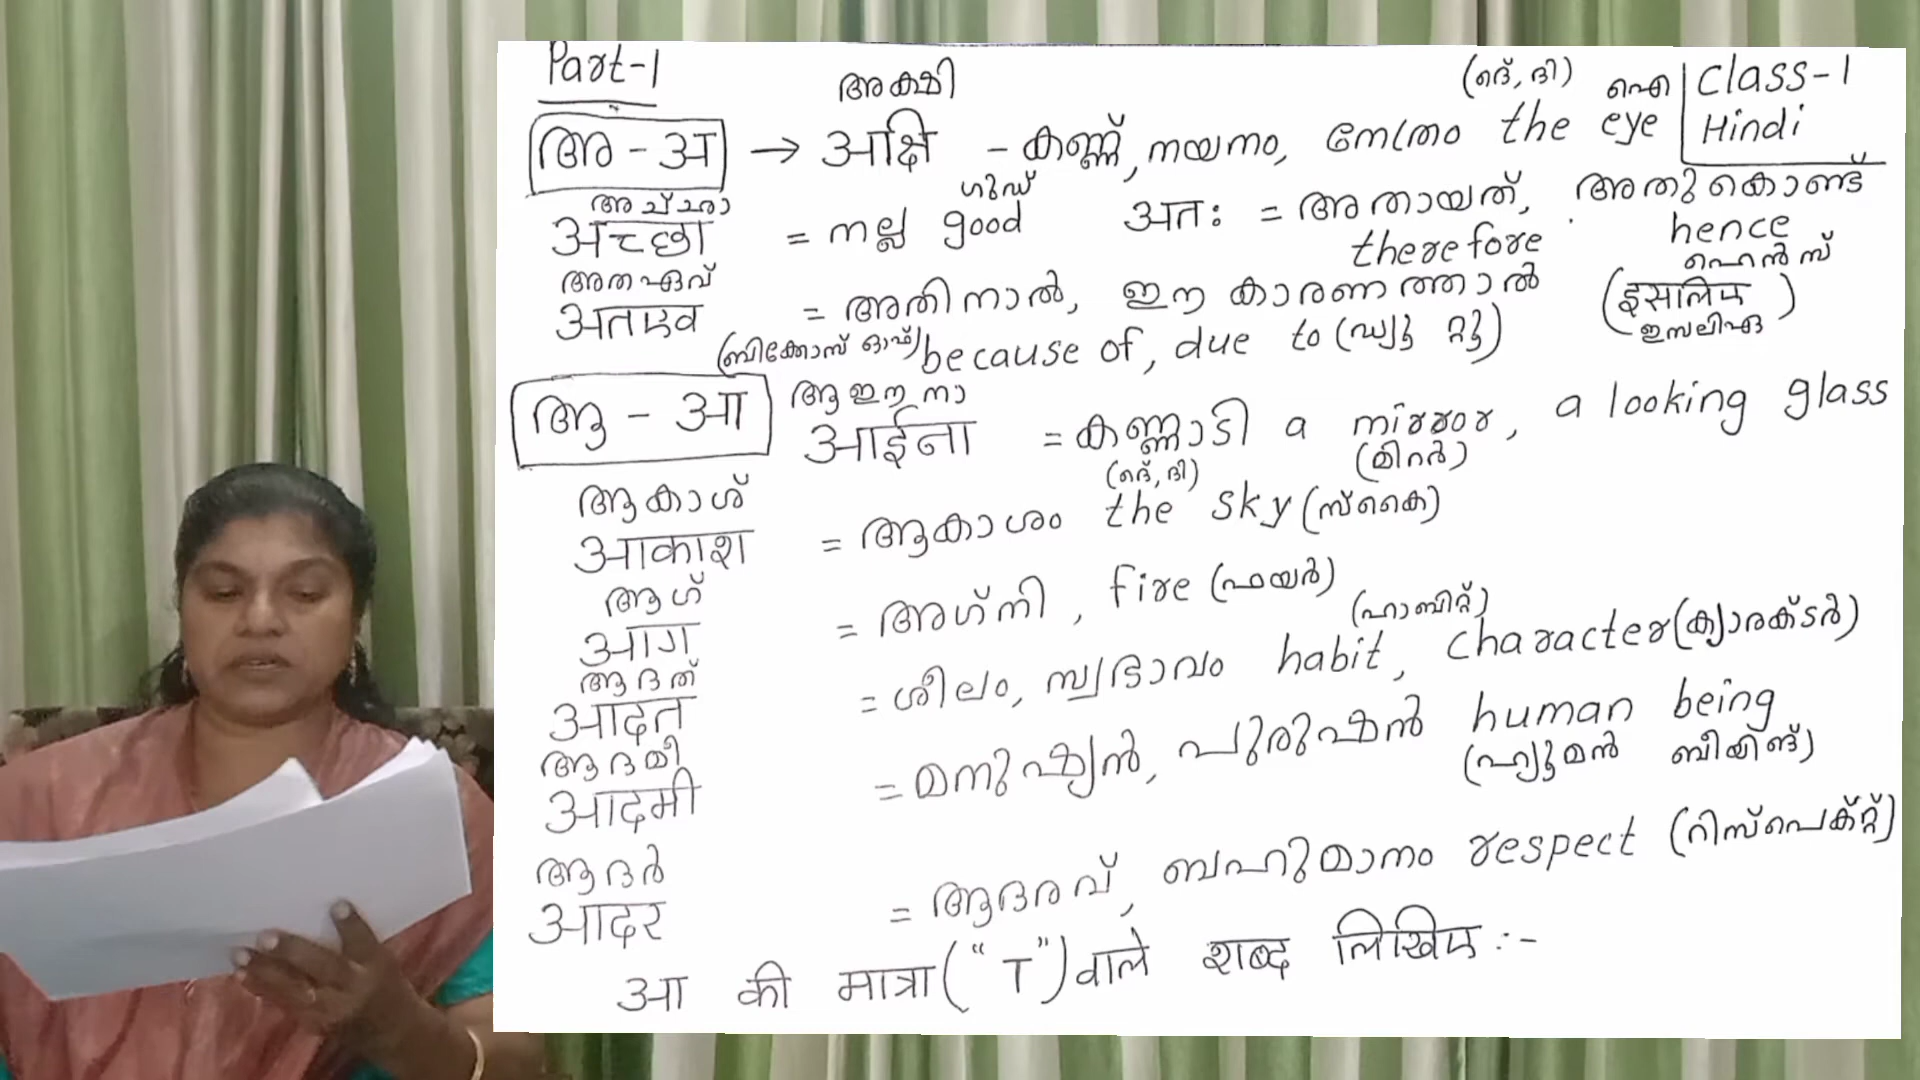 Part-1
അക്ഷി (ദ്, ദി) ഐ Class-1
അ - अ → अक्षि - കണ്ണ്, നയനം, നേത്രം the eye Hindi
അച്ഛാ ഗുഡ്
अच्छा = നല്ല good अतः = അതായത്, അതുകൊണ്ട്
therefore hence
ഹെൻസ്
അതഏവ്
अतएव = അതിനാൽ, ഈ കാരണത്താൽ (इसलिए)
ഇസലിഏ
(ബിക്കോസ് ഓഫ്) because of, due to (ഡ്യു റ്റു)
ആഈനാ
ആ - आ आईना = കണ്ണാടി a mirror, a looking glass
(മിറർ)
ആകാശ് (ദ്, ദി)
आकाश = ആകാശം the sky (സ്കൈ)
ആഗ്
आग = അഗ്നി, fire (ഫയർ)
ആദത് (ഹാബിറ്റ്)
आदत = ശീലം, സ്വഭാവം habit, character (ക്യാരക്ടർ)
ആദമീ
आदमी = മനുഷ്യൻ, പുരുഷൻ human being
(ഹ്യൂമൻ ബീയിങ്)
ആദർ
आदर = ആദരവ്, ബഹുമാനം respect (റിസ്പെക്റ്റ്)
आ की मात्रा ("ा") वाले शब्द लिखिए :-